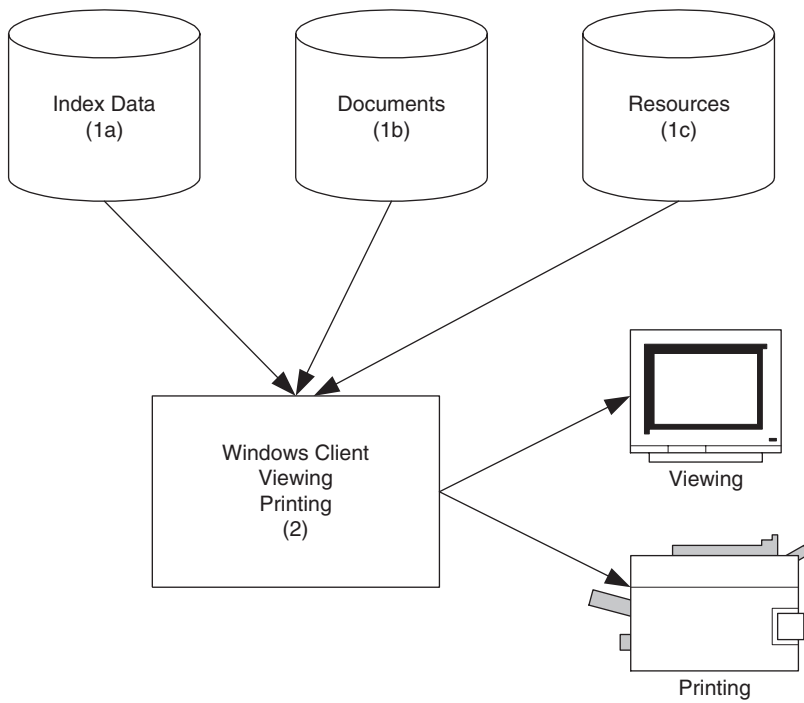 Index Data
(1a)
Documents
(1b)
Resources
(1c)
Windows Client
Viewing
Printing
(2)
Viewing
Printing